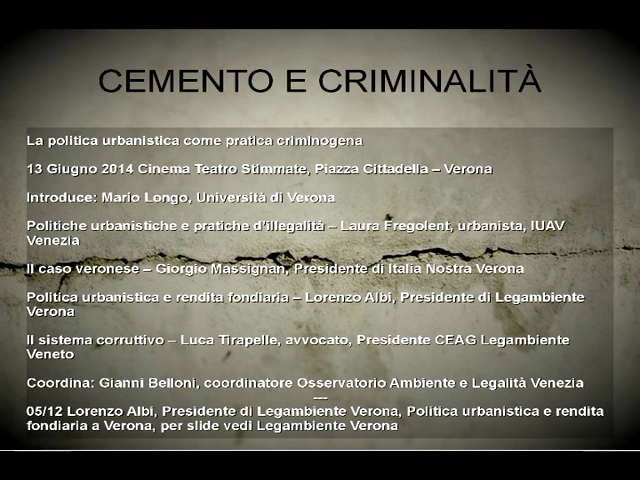 CEMENTO E CRIMINALITÀ
La politica urbanistica come pratica criminogena
13 Giugno 2014 Cinema Teatro Stimmate, Piazza Cittadella – Verona
Introduce: Mario Longo, Università di Verona
Politiche urbanistiche e pratiche d'illegalità – Laura Fregolent, urbanista, IUAV
Venezia
Il caso veronese – Giorgio Massignan, Presidente di Italia Nostra Verona
Politica urbanistica e rendita fondiaria – Lorenzo Albi, Presidente di Legambiente
Verona
Il sistema corruttivo – Luca Tirapelle, avvocato, Presidente CEAG Legambiente
Veneto
Coordina: Gianni Belloni, coordinatore Osservatorio Ambiente e Legalità Venezia
---
05/12 Lorenzo Albi, Presidente di Legambiente Verona, Politica urbanistica e rendita
fondiaria a Verona, per slide vedi Legambiente Verona